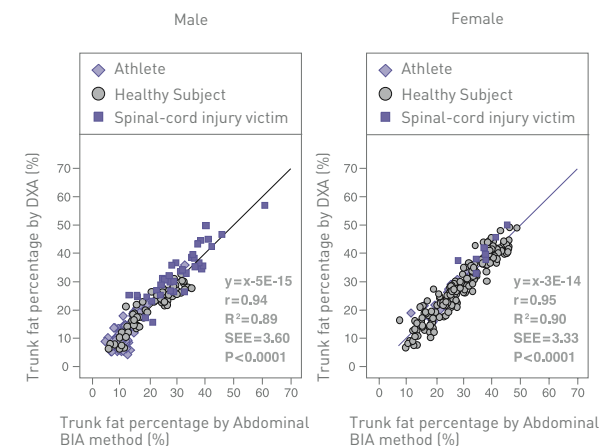 Male
Athlete
Healthy Subject
Spinal-cord injury victim
Trunk fat percentage by DXA (%)
70
60
50
40
30
20
10
0
y=x-5E-15
r=0.94
R²=0.89
SEE=3.60
P<0.0001
0 10 20 30 40 50 60 70
Trunk fat percentage by Abdominal
BIA method (%)
Female
Athlete
Healthy Subject
Spinal-cord injury victim
Trunk fat percentage by DXA (%)
70
60
50
40
30
20
10
0
y=x-3E-14
r=0.95
R²=0.90
SEE=3.33
P<0.0001
0 10 20 30 40 50 60 70
Trunk fat percentage by Abdominal
BIA method (%)